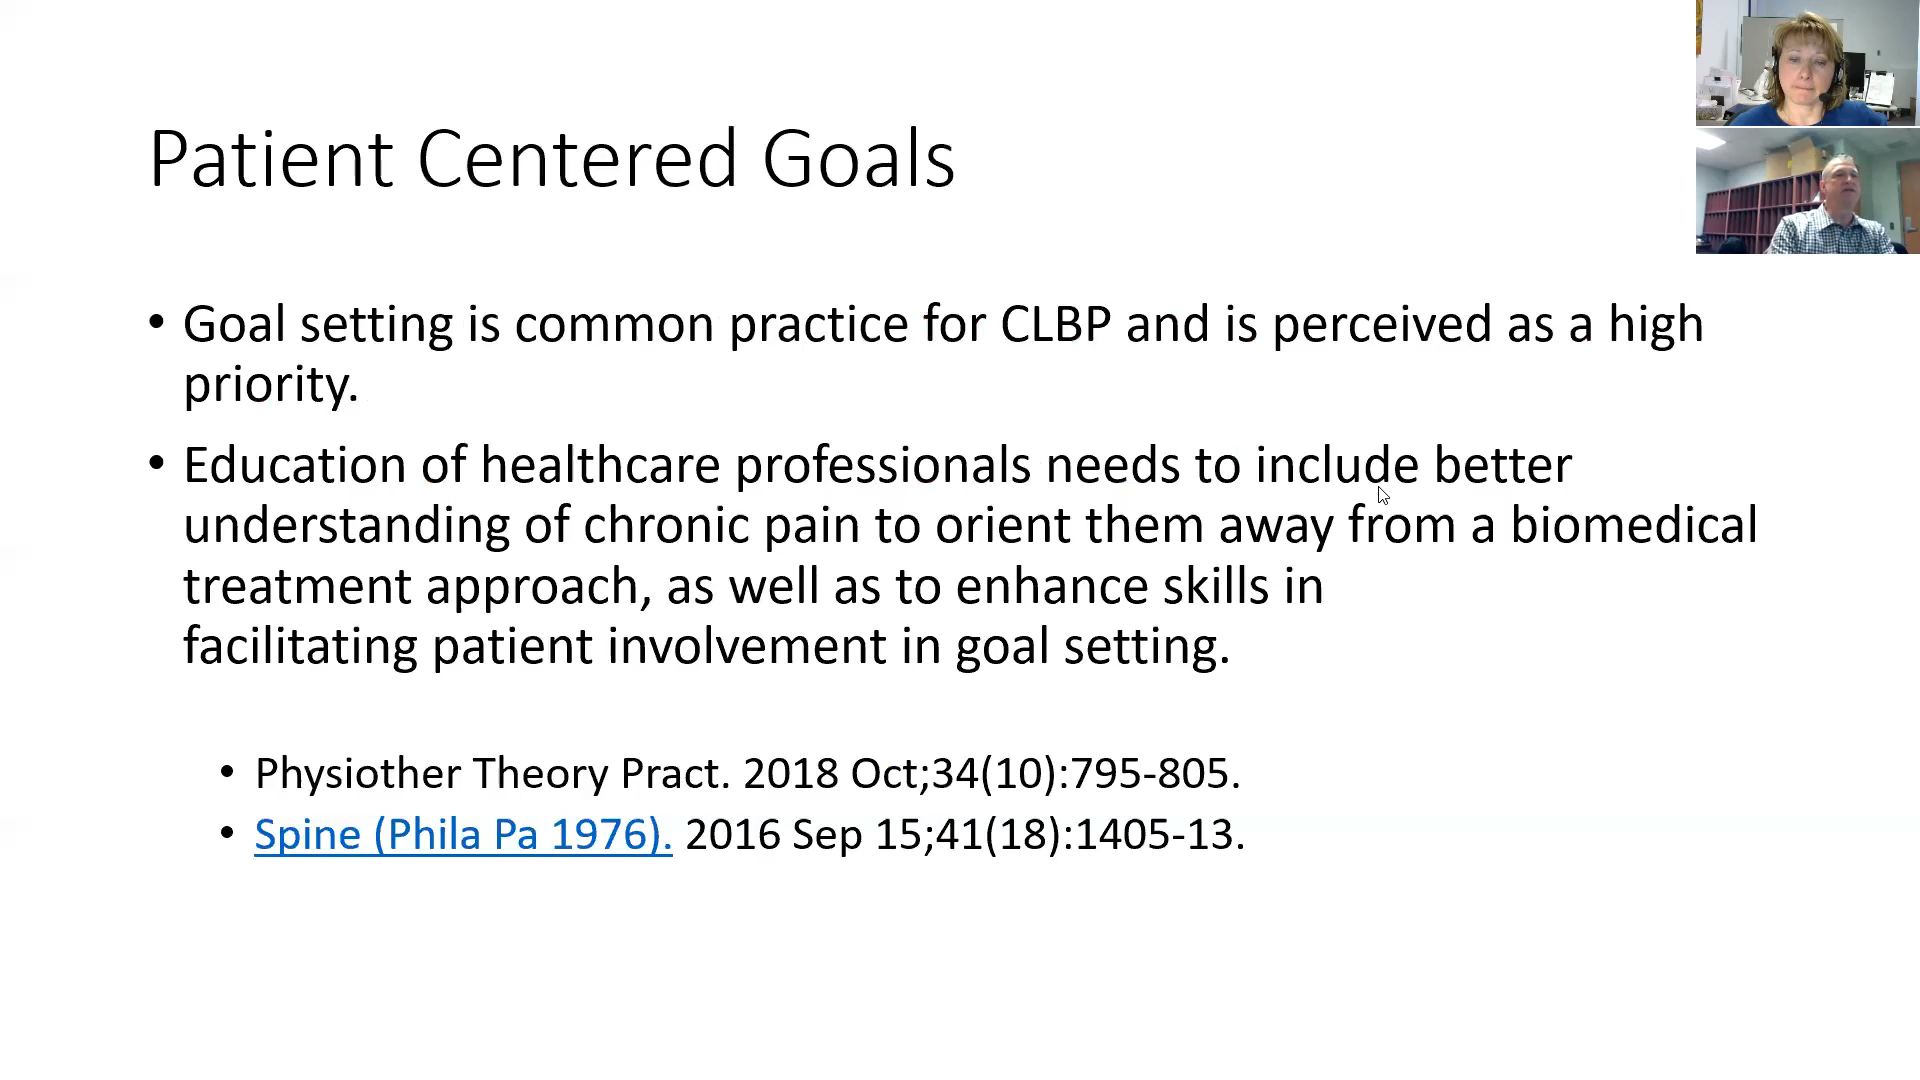 Patient Centered Goals
• Goal setting is common practice for CLBP and is perceived as a high
priority.
• Education of healthcare professionals needs to include better
understanding of chronic pain to orient them away from a biomedical
treatment approach, as well as to enhance skills in
facilitating patient involvement in goal setting.
• Physiother Theory Pract. 2018 Oct;34(10):795-805.
• Spine (Phila Pa 1976). 2016 Sep 15;41(18):1405-13.